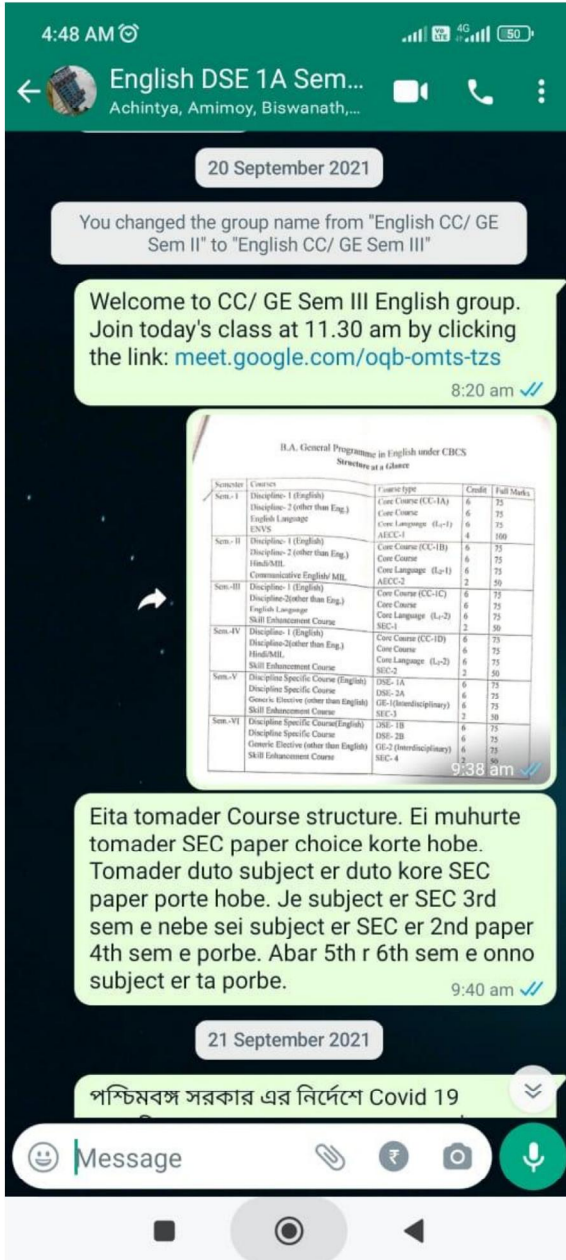 4:48 AM
Vo LTE 4G 50
English DSE 1A Sem...
Achintya, Amimoy, Biswanath,...
20 September 2021
You changed the group name from "English CC/ GE
Sem II" to "English CC/ GE Sem III"
Welcome to CC/ GE Sem III English group.
Join today's class at 11.30 am by clicking
the link: meet.google.com/oqb-omts-tzs
8:20 am
B.A. General Programme in English under CBCS
Structure at a Glance
Semester Courses Course type Credit Full Marks
Sem.-I Discipline- 1 (English) Core Course (CC-1A) 6 75
Discipline- 2 (other than Eng.) Core Course 6 75
English Language Core Language (L₁-1) 6 75
ENVS AECC-1 4 100
Sem.- II Discipline- 1 (English) Core Course (CC-1B) 6 75
Discipline- 2 (other than Eng.) Core Course 6 75
Hindi/MIL Core Language (L₂-1) 6 75
Communicative English/ MIL AECC-2 2 50
Sem.-III Discipline- 1 (English) Core Course (CC-1C) 6 75
Discipline-2(other than Eng.) Core Course 6 75
English Language Core Language (L₁-2) 6 75
Skill Enhancement Course SEC-1 2 50
Sem.-IV Discipline- 1 (English) Core Course (CC-1D) 6 75
Discipline-2(other than Eng.) Core Course 6 75
Hindi/MIL Core Language (L₂-2) 6 75
Skill Enhancement Course SEC-2 2 50
Sem.-V Discipline Specific Course (English) DSE- 1A 6 75
Discipline Specific Course DSE- 2A 6 75
Generic Elective (other than English) GE-1(Interdisciplinary) 6 75
Skill Enhancement Course SEC-3 2 50
Sem.-VI Discipline Specific Course(English) DSE- 1B 6 75
Discipline Specific Course DSE- 2B 6 75
Generic Elective (other than English) GE-2 (Interdisciplinary) 6 75
Skill Enhancement Course SEC- 4 2 50
9:38 am
Eita tomader Course structure. Ei muhurte
tomader SEC paper choice korte hobe.
Tomader duto subject er duto kore SEC
paper porte hobe. Je subject er SEC 3rd
sem e nebe sei subject er SEC er 2nd paper
4th sem e porbe. Abar 5th r 6th sem e onno
subject er ta porbe.
9:40 am
21 September 2021
পশ্চিমবঙ্গ সরকার এর নির্দেশে Covid 19
Message